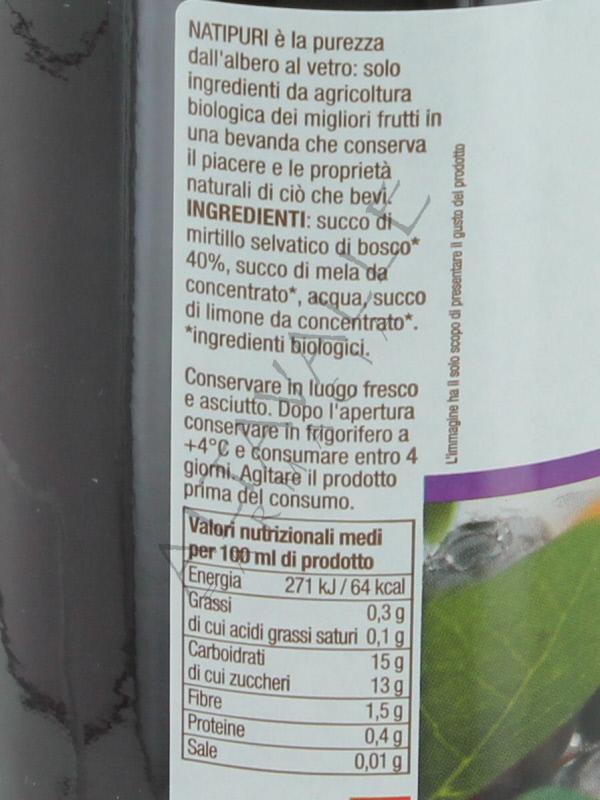 NATIPURI è la purezza
dall'albero al vetro: solo
ingredienti da agricoltura
biologica dei migliori frutti in
una bevanda che conserva
il piacere e le proprietà
naturali di ciò che bevi.
INGREDIENTI: succo di
mirtillo selvatico di bosco*
40%, succo di mela da
concentrato*, acqua, succo
di limone da concentrato*.
*ingredienti biologici.
Conservare in luogo fresco
e asciutto. Dopo l'apertura
conservare in frigorifero a
+4°C e consumare entro 4
giorni. Agitare il prodotto
prima del consumo.
Valori nutrizionali medi
per 100 ml di prodotto
Energia 271 kJ / 64 kcal
Grassi 0,3 g
di cui acidi grassi saturi 0,1 g
Carboidrati 15 g
di cui zuccheri 13 g
Fibre 1,5 g
Proteine 0,4 g
Sale 0,01 g
L'immagine ha il solo scopo di presentare il gusto del prodotto